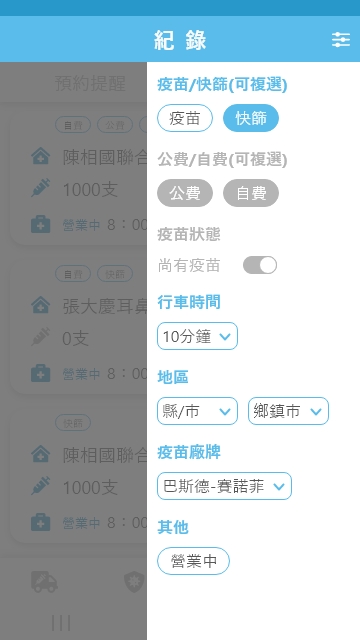 紀 錄
疫苗/快篩(可複選)
疫苗 快篩
公費/自費(可複選)
公費 自費
疫苗狀態
尚有疫苗
行車時間
10分鐘
地區
縣/市 鄉鎮市
疫苗廠牌
巴斯德-賽諾菲
其他
營業中
預約提醒
自費 公費
陳相國聯合
1000支
營業中 8：00
自費 快篩
張大慶耳鼻
0支
營業中 8：00
快篩
陳相國聯合
1000支
營業中 8：00